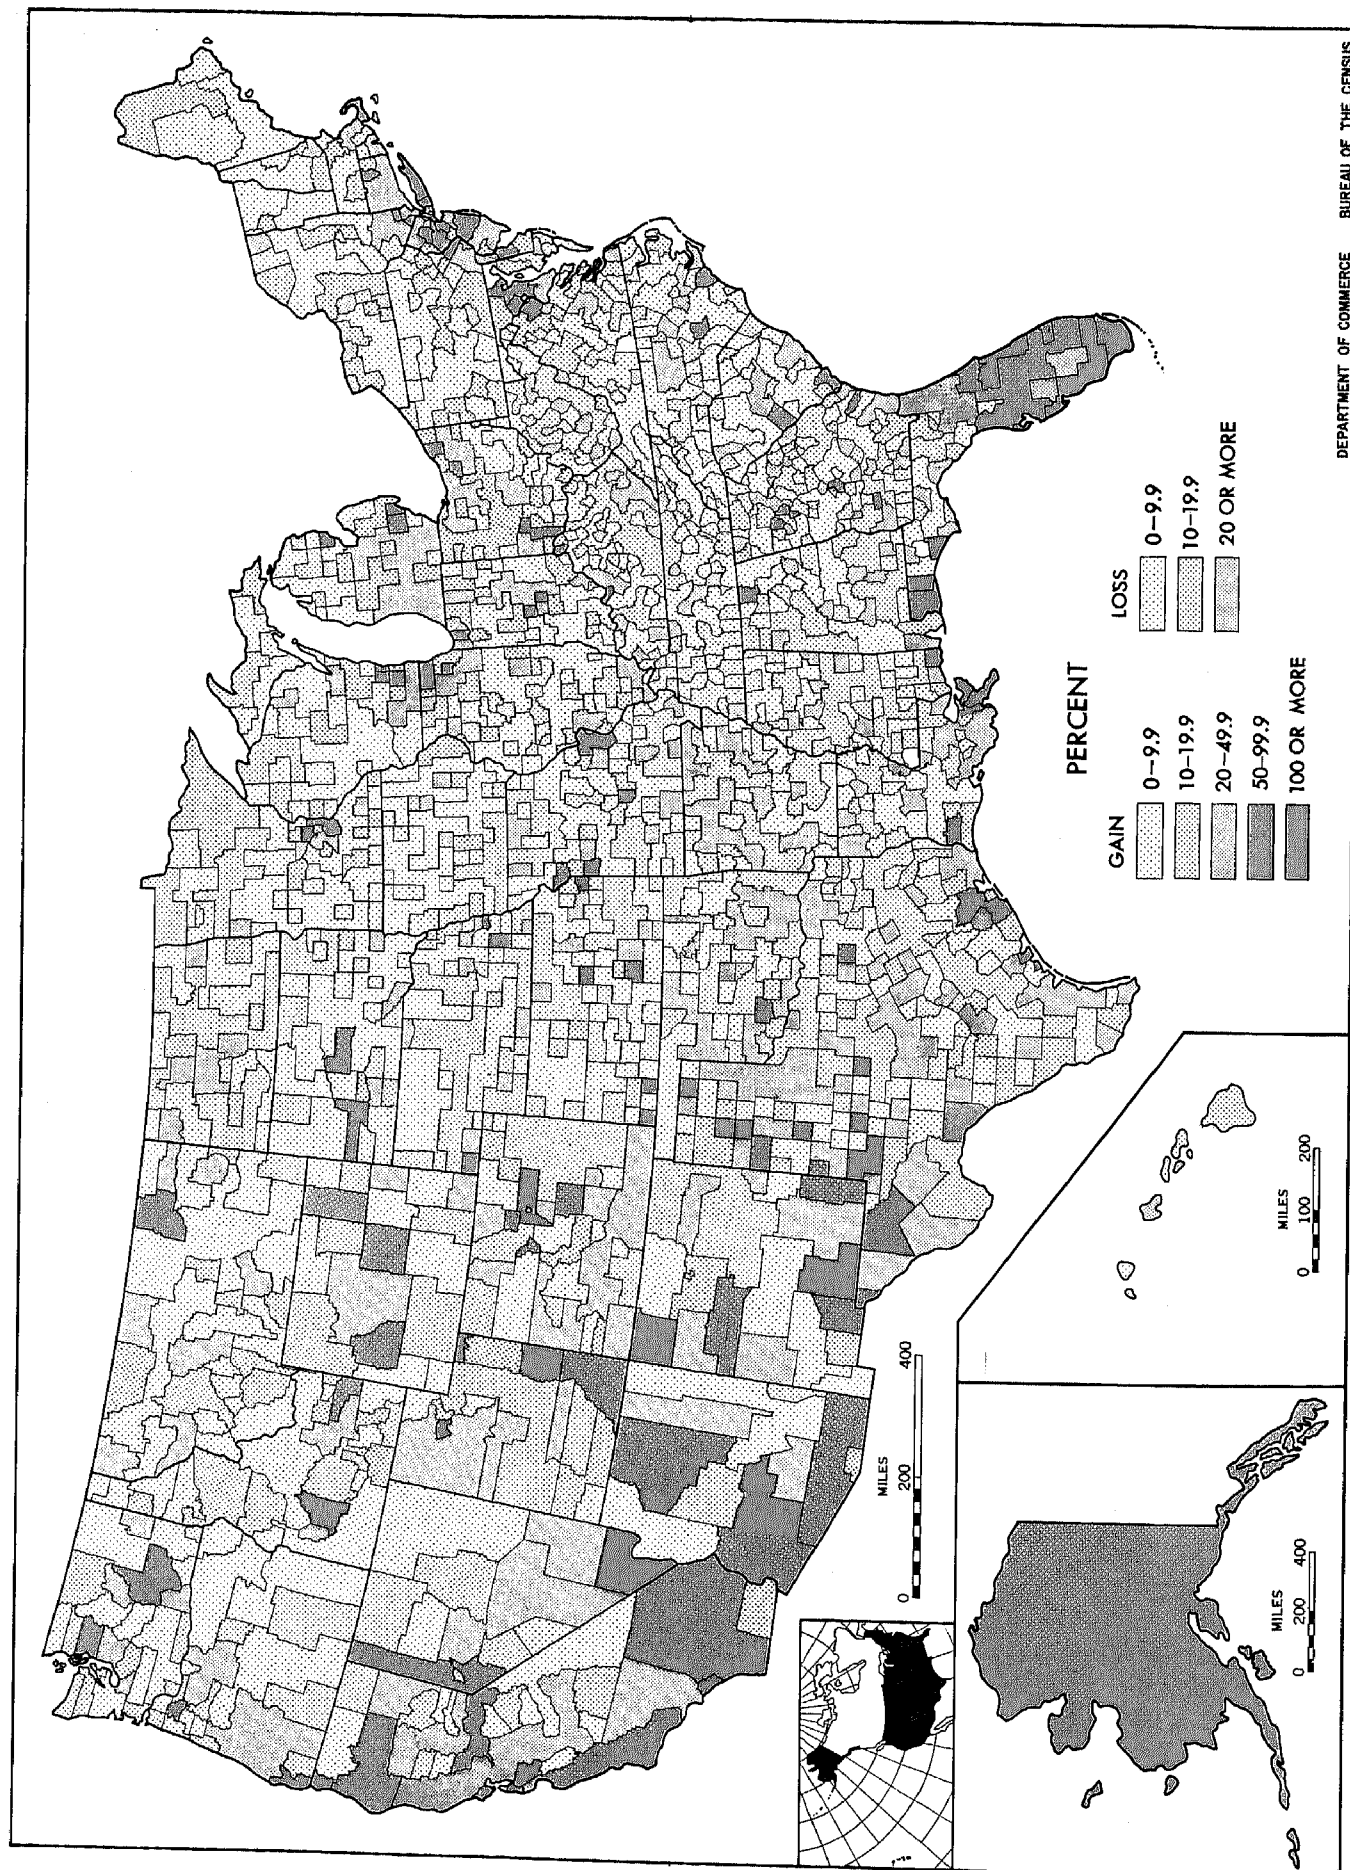 DEPARTMENT OF COMMERCE BUREAU OF THE CENSUS
PERCENT
GAIN
0–9.9
10–19.9
20–49.9
50–99.9
100 OR MORE
LOSS
0–9.9
10–19.9
20 OR MORE
MILES
0 200 400
MILES
0 200 400
MILES
0 100 200